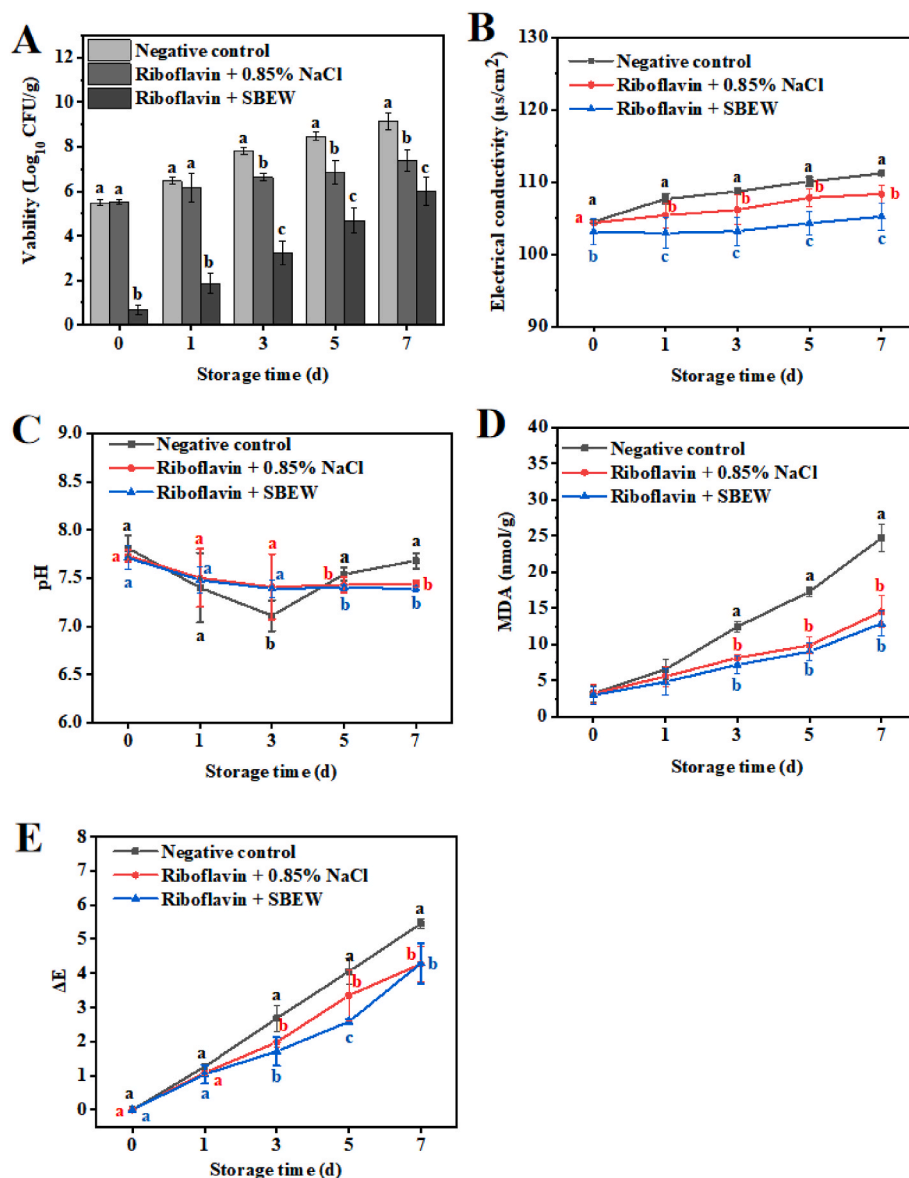 A
Negative control
Riboflavin + 0.85% NaCl
Riboflavin + SBEW
Vability (Log10 CFU/g)
12
10
8
6
4
2
0
a a b
a a b
a b c
a b c
a b c
0 1 3 5 7
Storage time (d)
B
Negative control
Riboflavin + 0.85% NaCl
Riboflavin + SBEW
Electrical conductivity (μs/cm2)
130
120
110
100
90
a a a a a
a b b b b
b c c c c
0 1 3 5 7
Storage time (d)
C
Negative control
Riboflavin + 0.85% NaCl
Riboflavin + SBEW
pH
9.0
8.5
8.0
7.5
7.0
6.5
6.0
a a a a a
a a a b b
a a b b b
0 1 3 5 7
Storage time (d)
D
Negative control
Riboflavin + 0.85% NaCl
Riboflavin + SBEW
MDA (nmol/g)
40
35
30
25
20
15
10
5
0
a a a
b b b
b b b
0 1 3 5 7
Storage time (d)
E
Negative control
Riboflavin + 0.85% NaCl
Riboflavin + SBEW
ΔE
8
7
6
5
4
3
2
1
0
a a a a a
a a b b b
a a b c b
0 1 3 5 7
Storage time (d)